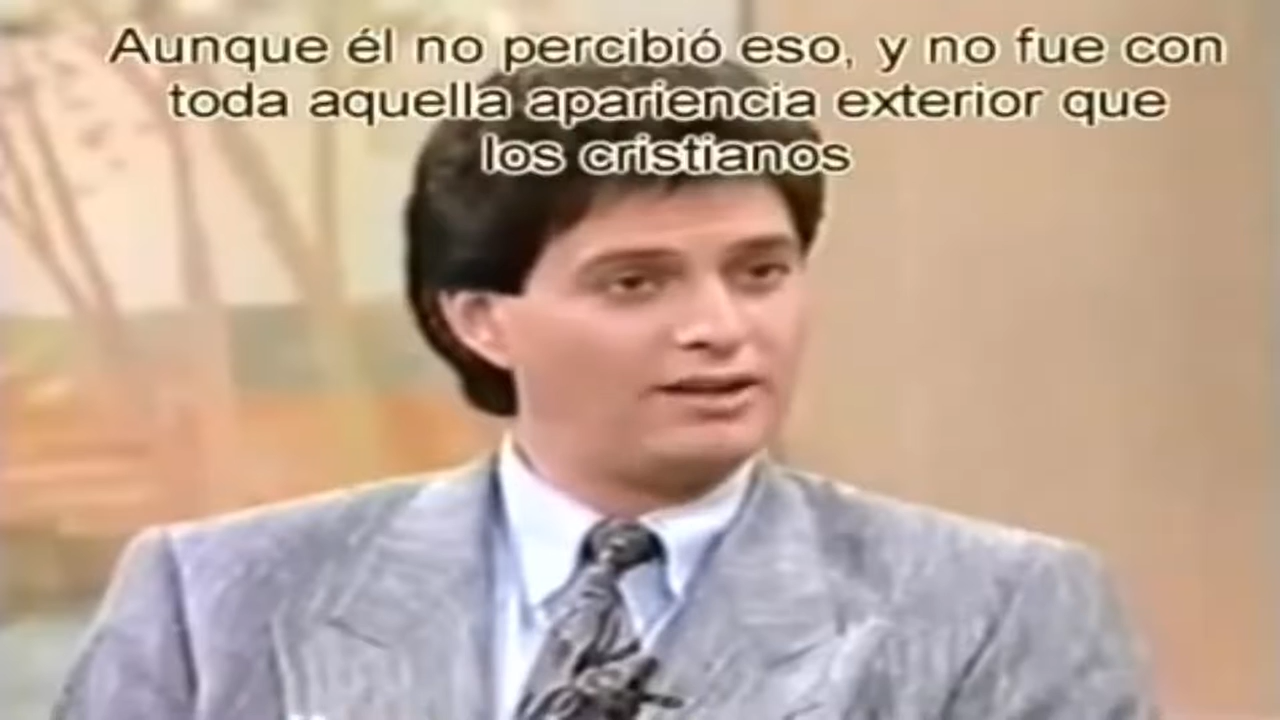 Aunque él no percibió eso, y no fue con
toda aquella apariencia exterior que
los cristianos